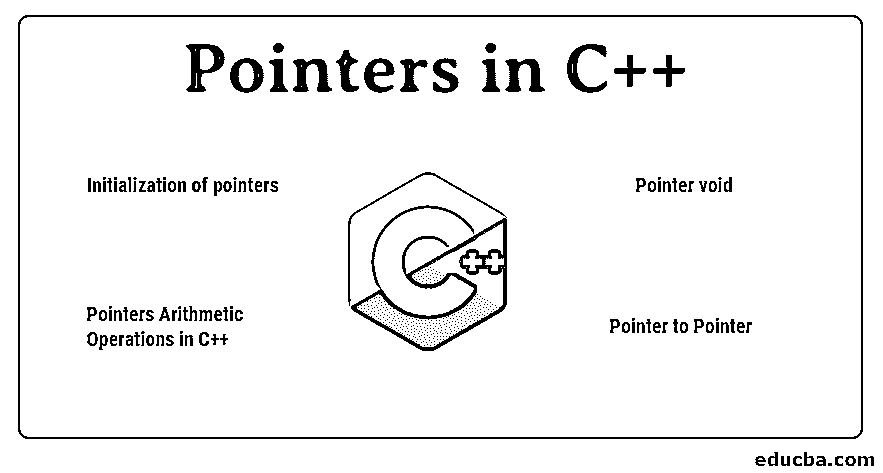 Pointers in C++
Initialization of pointers
Pointer void
C++
Pointers Arithmetic
Operations in C++
Pointer to Pointer
educba.com